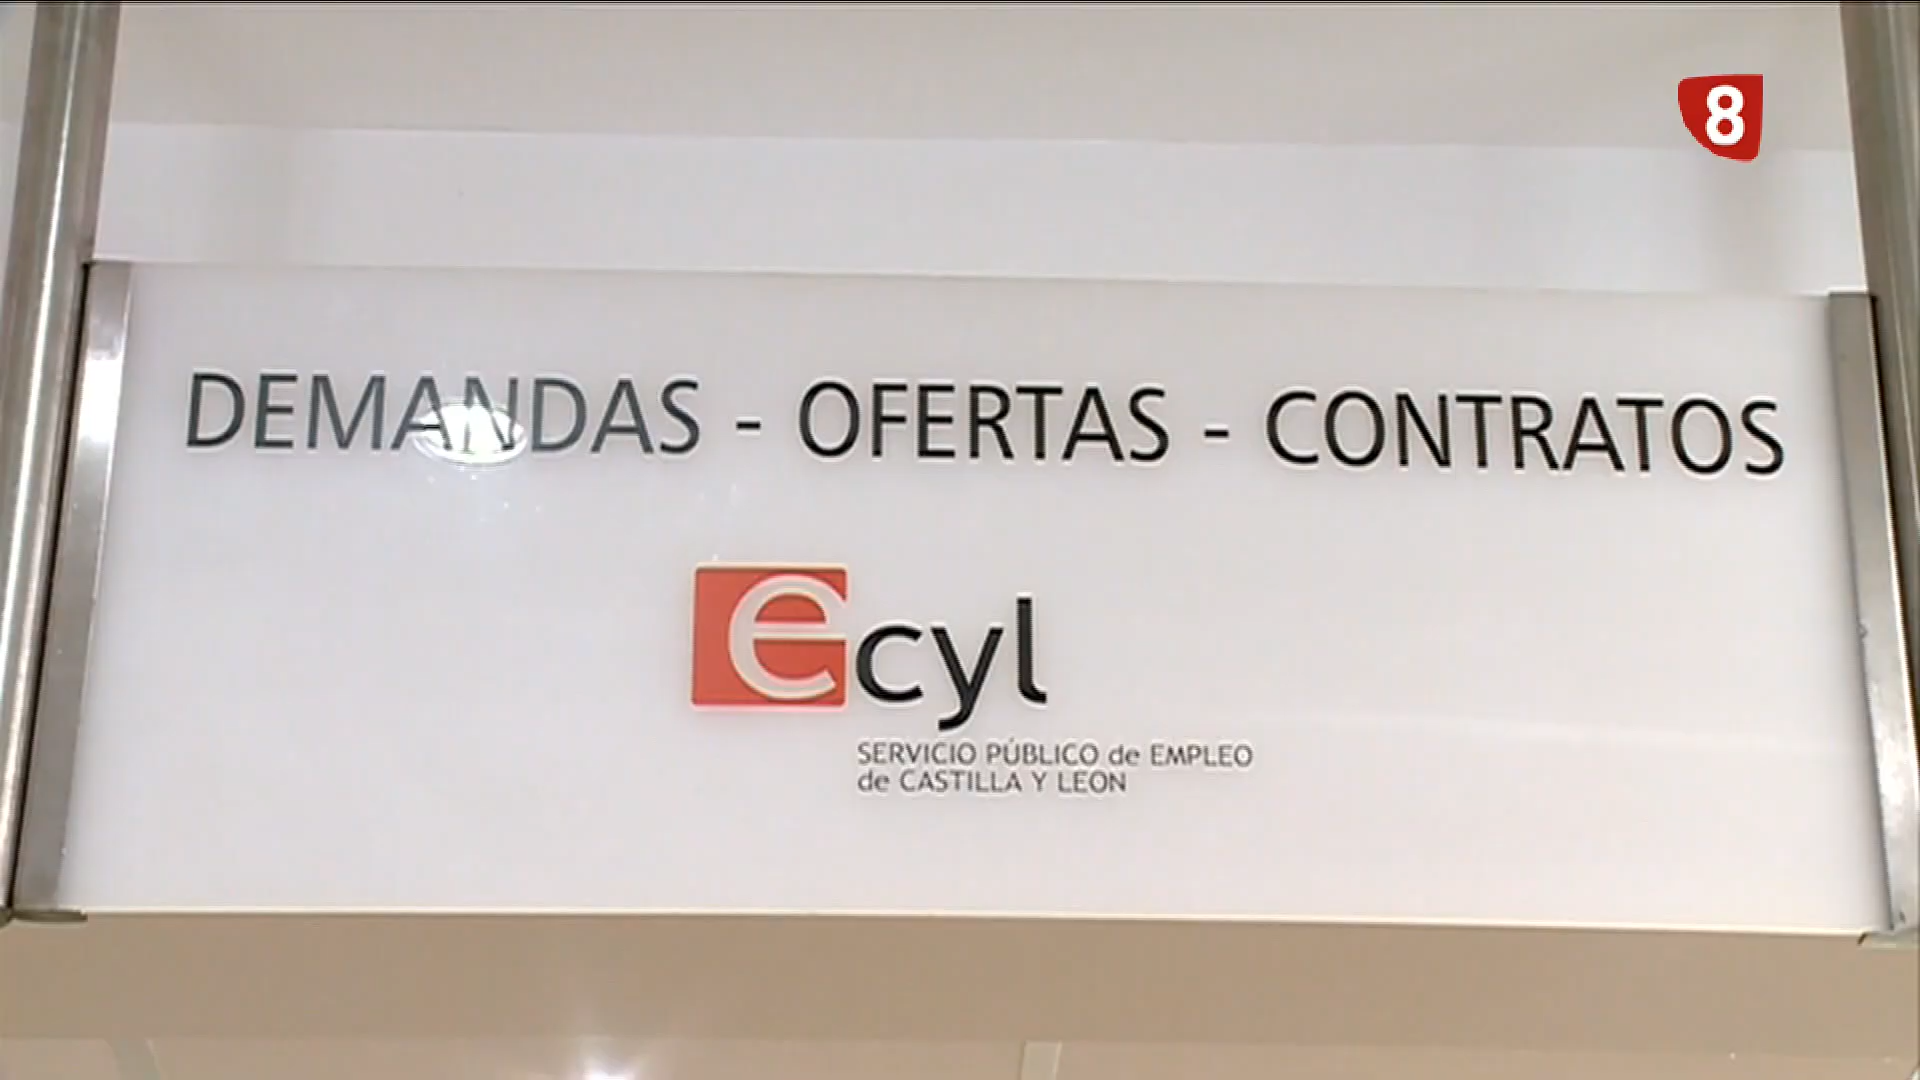 8
DEMANDAS - OFERTAS - CONTRATOS
ecyl
SERVICIO PÚBLICO de EMPLEO
de CASTILLA Y LEON